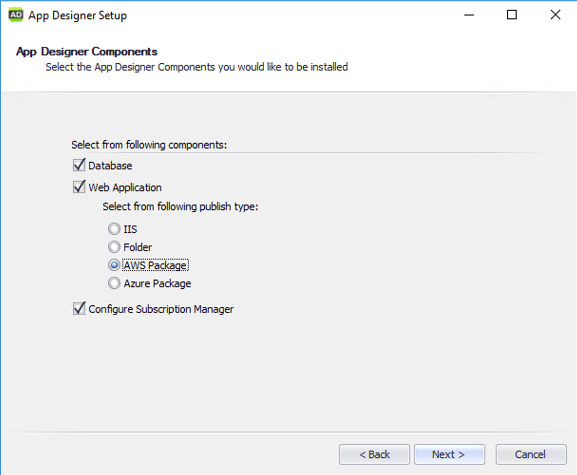 AD App Designer Setup
App Designer Components
Select the App Designer Components you would like to be installed
Select from following components:
Database
Web Application
Select from following publish type:
IIS
Folder
AWS Package
Azure Package
Configure Subscription Manager
< Back Next > Cancel